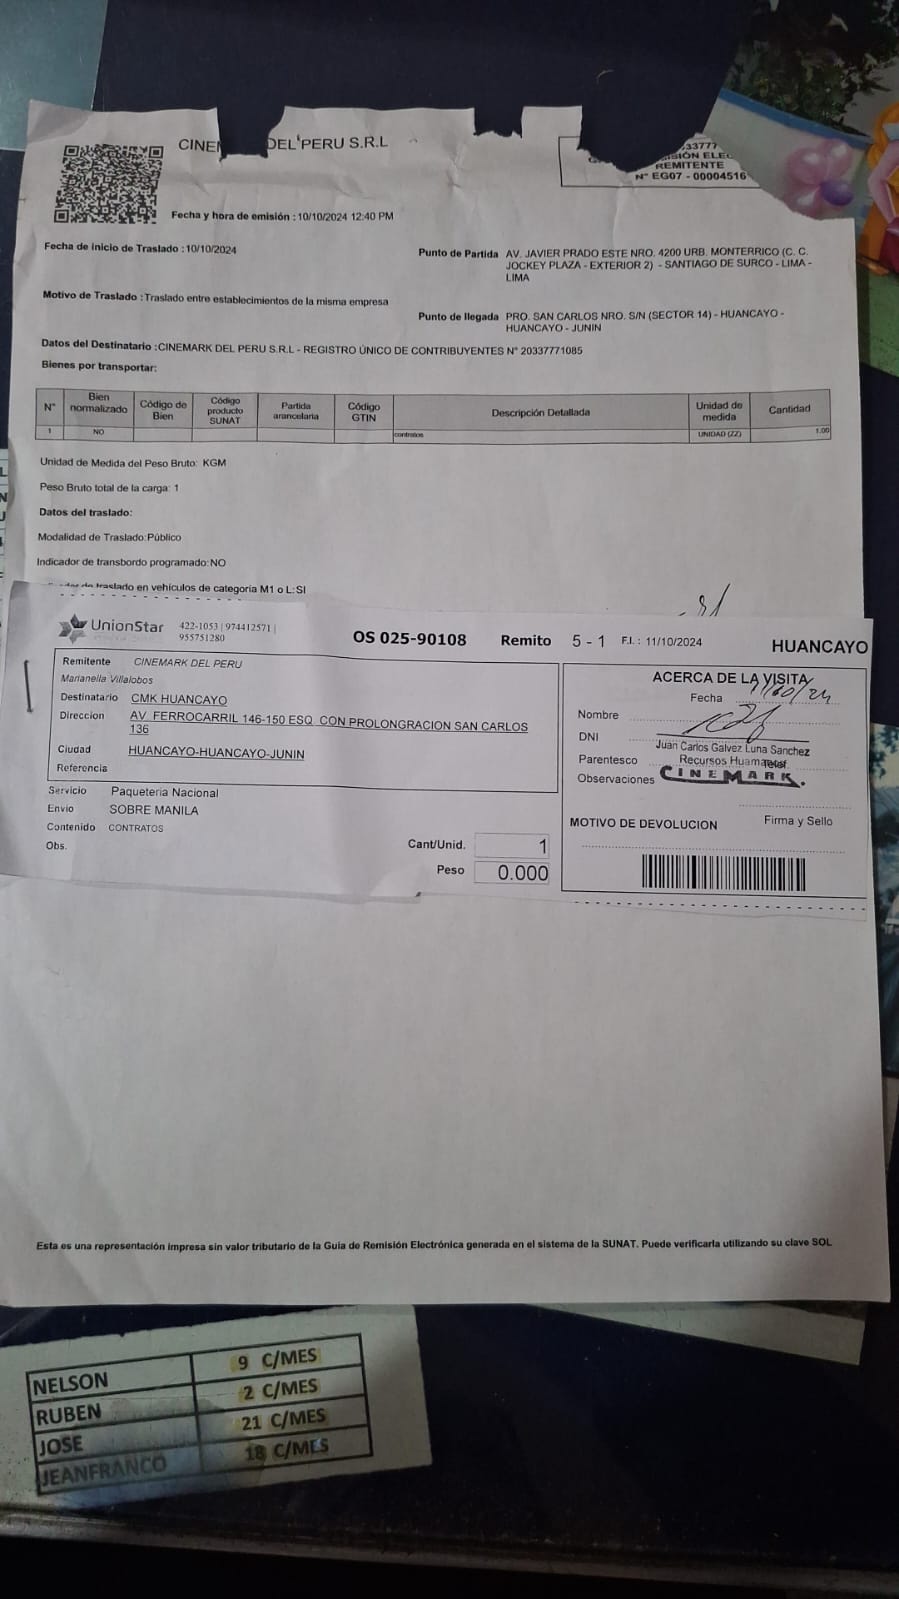 CINEM DEL PERU S.R.L
33777
REMITENTE
N° EG07 - 00004516
Fecha y hora de emisión : 10/10/2024 12:40 PM
Fecha de inicio de Traslado : 10/10/2024
Punto de Partida AV. JAVIER PRADO ESTE NRO. 4200 URB. MONTERRICO (C. C.
JOCKEY PLAZA - EXTERIOR 2) - SANTIAGO DE SURCO - LIMA -
LIMA
Motivo de Traslado : Traslado entre establecimientos de la misma empresa
Punto de llegada PRO. SAN CARLOS NRO. S/N (SECTOR 14) - HUANCAYO -
HUANCAYO - JUNIN
Datos del Destinatario : CINEMARK DEL PERU S.R.L - REGISTRO ÚNICO DE CONTRIBUYENTES N° 20337771085
Bienes por transportar:
N° Bien normalizado Código de Bien Código producto SUNAT Partida arancelaria Código GTIN Descripción Detallada Unidad de medida Cantidad
1 NO contratos UNIDAD (ZZ) 1.00
Unidad de Medida del Peso Bruto: KGM
Peso Bruto total de la carga: 1
Datos del traslado:
Modalidad de Traslado: Público
Indicador de transbordo programado: NO
de traslado en vehículos de categoría M1 o L: SI
UnionStar 422-1053 | 974412571 |
955751280
OS 025-90108 Remito 5 - 1 F.I. : 11/10/2024 HUANCAYO
Remitente CINEMARK DEL PERU
Marianella Villalobos
Destinatario CMK HUANCAYO
Direccion AV FERROCARRIL 146-150 ESQ CON PROLONGRACION SAN CARLOS
136
Ciudad HUANCAYO-HUANCAYO-JUNIN
Referencia
Servicio Paqueteria Nacional
Envio SOBRE MANILA
Contenido CONTRATOS
Obs.
Cant/Unid. 1
Peso 0.000
ACERCA DE LA VISITA
Fecha
Nombre
DNI
Juan Carlos Galvez Luna Sanchez
Parentesco Recursos Humanos Telef
Observaciones CINEMARK.
MOTIVO DE DEVOLUCION Firma y Sello
Esta es una representación impresa sin valor tributario de la Guía de Remisión Electrónica generada en el sistema de la SUNAT. Puede verificarla utilizando su clave SOL
NELSON 9 C/MES
RUBEN 2 C/MES
JOSE 21 C/MES
JEANFRANCO 18 C/MES